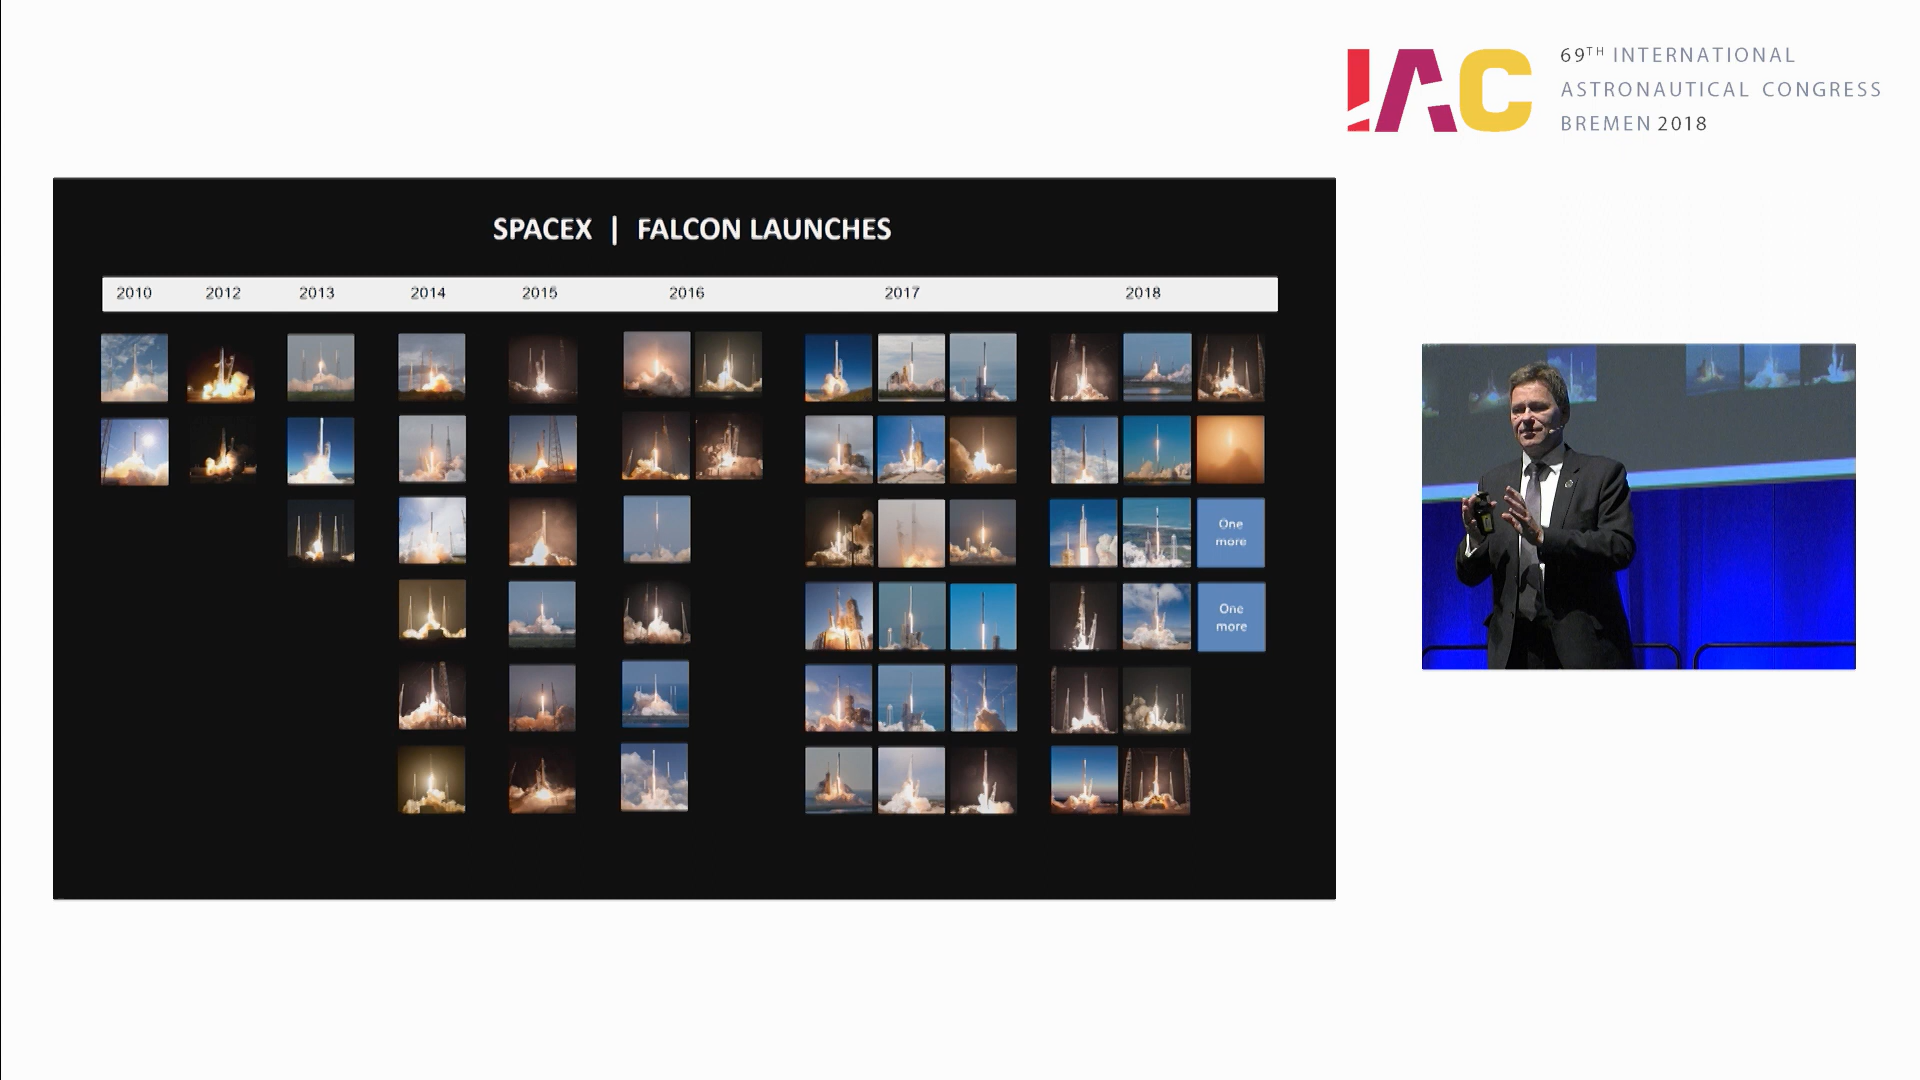 IAC
69TH INTERNATIONAL
ASTRONAUTICAL CONGRESS
BREMEN 2018
SPACEX | FALCON LAUNCHES
2010 2012 2013 2014 2015 2016 2017 2018
One
more
One
more